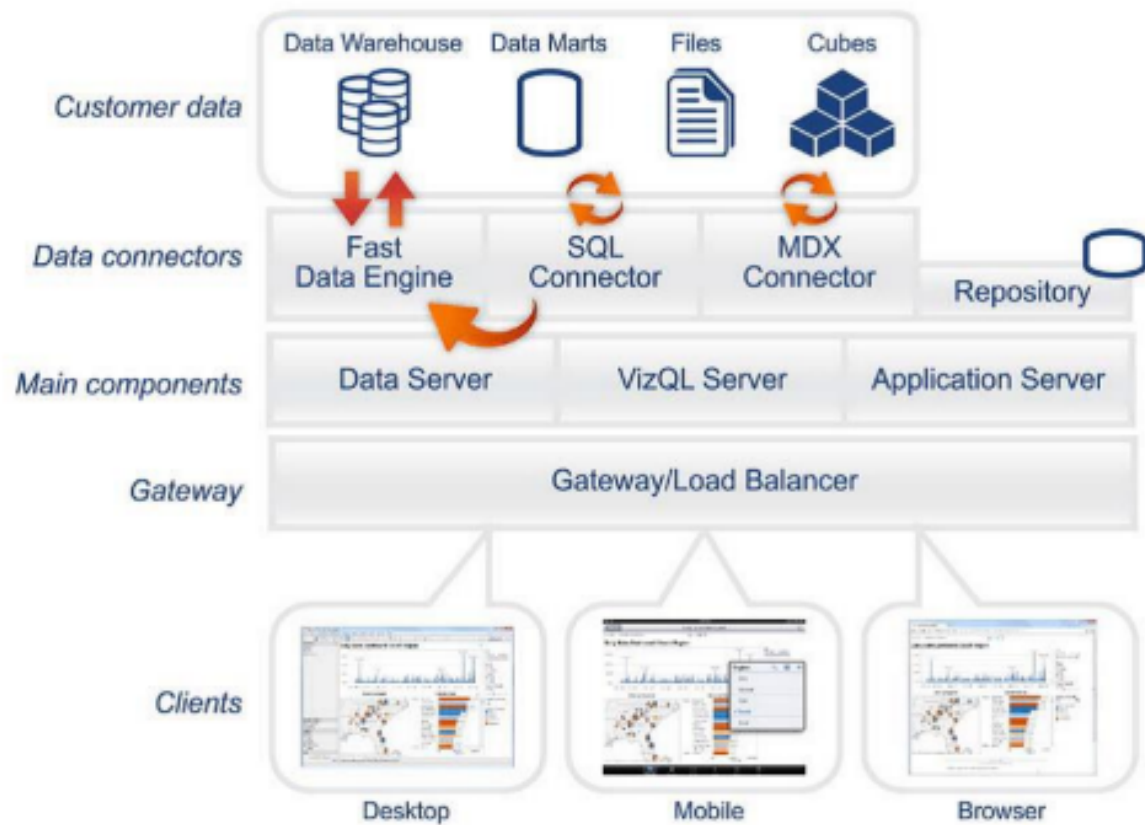 Data Warehouse
Data Marts
Files
Cubes
Customer data
Data connectors
Fast
Data Engine
SQL
Connector
MDX
Connector
Repository
Main components
Data Server
VizQL Server
Application Server
Gateway
Gateway/Load Balancer
Clients
Desktop
Mobile
Browser